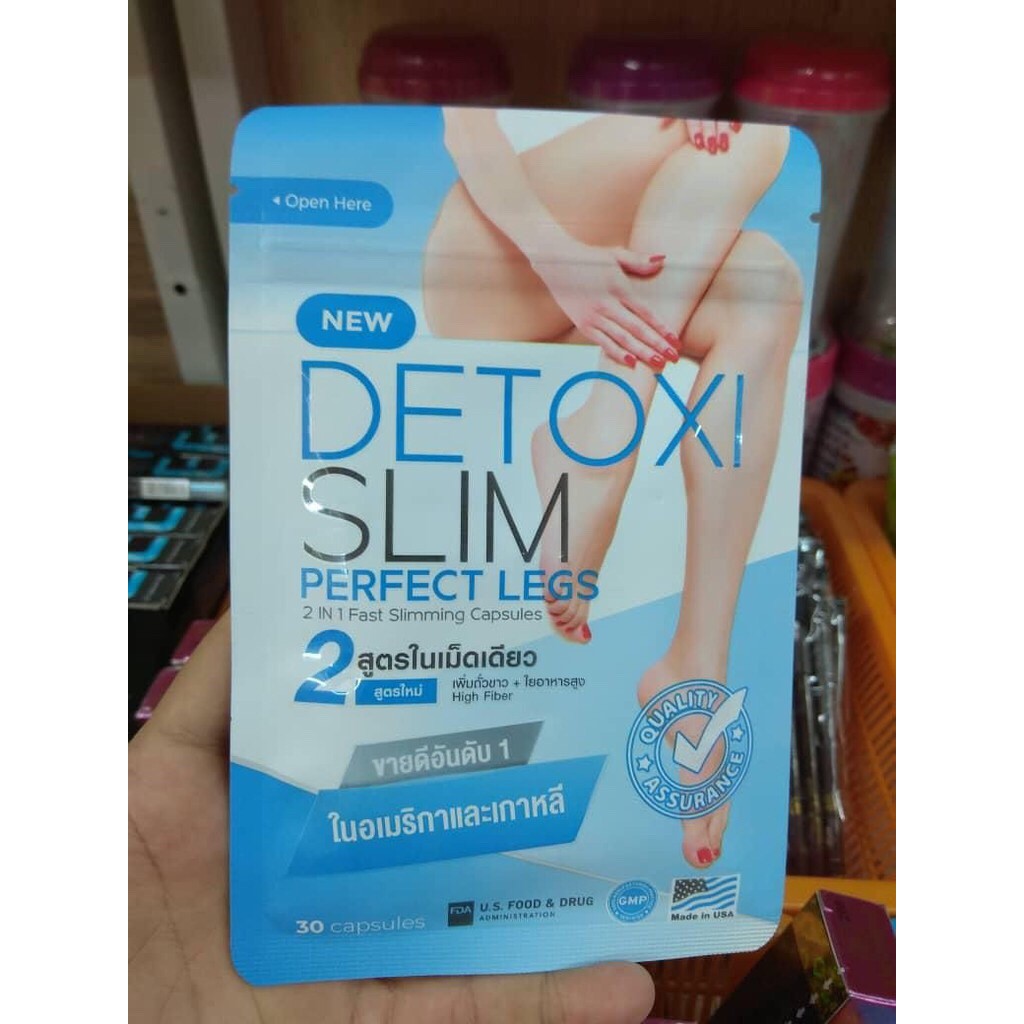 Open Here
NEW
DETOXI
SLIM
PERFECT LEGS
2 IN 1 Fast Slimming Capsules
2 สูตรในเม็ดเดียว
สูตรใหม่ เพิ่มถั่วขาว + ใยอาหารสูง
High Fiber
QUALITY
ASSURANCE
ขายดีอันดับ 1
ในอเมริกาและเกาหลี
30 capsules
FDA U.S. FOOD & DRUG
ADMINISTRATION
GMP
Made in USA